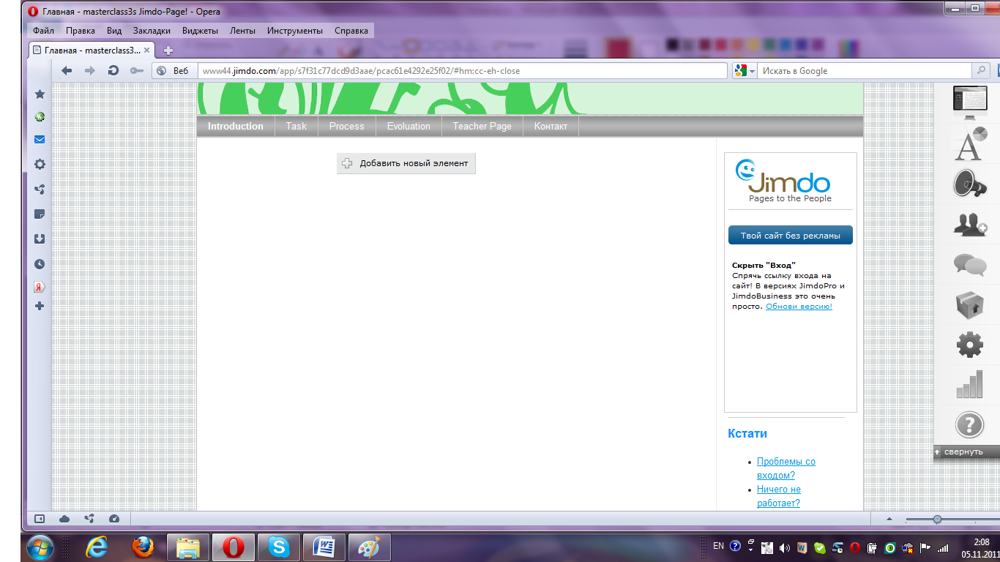 Главная - masterclass3s Jimdo-Page! - Opera
Файл Правка Вид Закладки Виджеты Ленты Инструменты Справка
Главная - masterclass3...
Веб www44.jimdo.com/app/s7f31c77dcd9d3aae/pcac61e4292e25f02/#hm:cc-eh-close Искать в Google
Introduction Task Process Evoluation Teacher Page Контакт
Добавить новый элемент
Jimdo
Pages to the People
Твой сайт без рекламы
Скрыть "Вход"
Спрячь ссылку входа на
сайт! В версиях JimdoPro и
JimdoBusiness это очень
просто. Обнови версию!
Кстати
Проблемы со
входом?
Ничего не
работает?
свернуть
EN
2:08
05.11.201